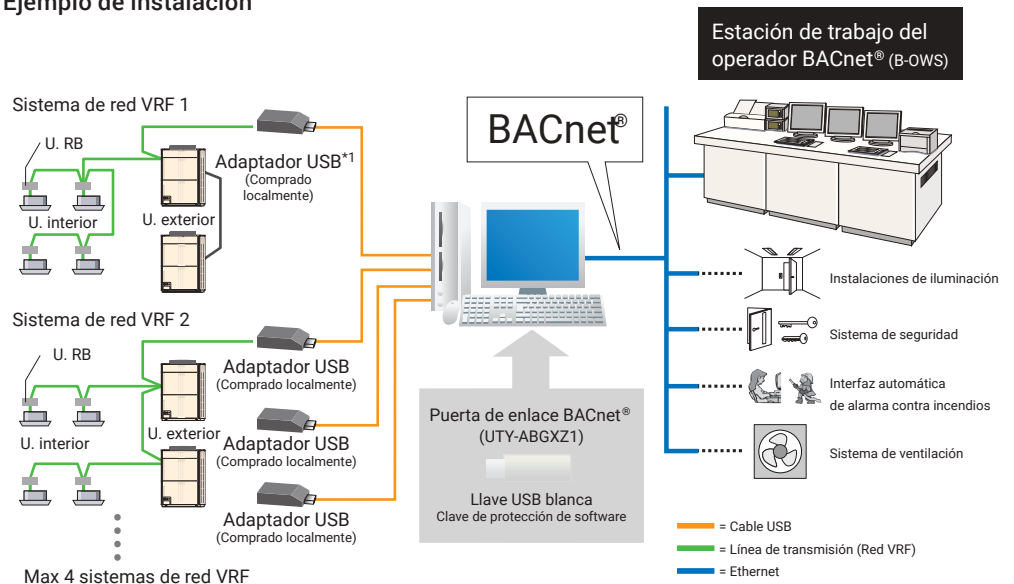 Ejemplo de instalación
Estación de trabajo del
operador BACnet® (B-OWS)
Sistema de red VRF 1
U. RB
U. interior
U. exterior
Adaptador USB*1
(Comprado
localmente)
BACnet®
Sistema de red VRF 2
U. RB
U. interior
U. exterior
Adaptador USB
(Comprado localmente)
Adaptador USB
(Comprado localmente)
Adaptador USB
(Comprado localmente)
Max 4 sistemas de red VRF
Puerta de enlace BACnet®
(UTY-ABGXZ1)
Llave USB blanca
Clave de protección de software
Instalaciones de iluminación
Sistema de seguridad
Interfaz automática
de alarma contra incendios
Sistema de ventilación
= Cable USB
= Línea de transmisión (Red VRF)
= Ethernet